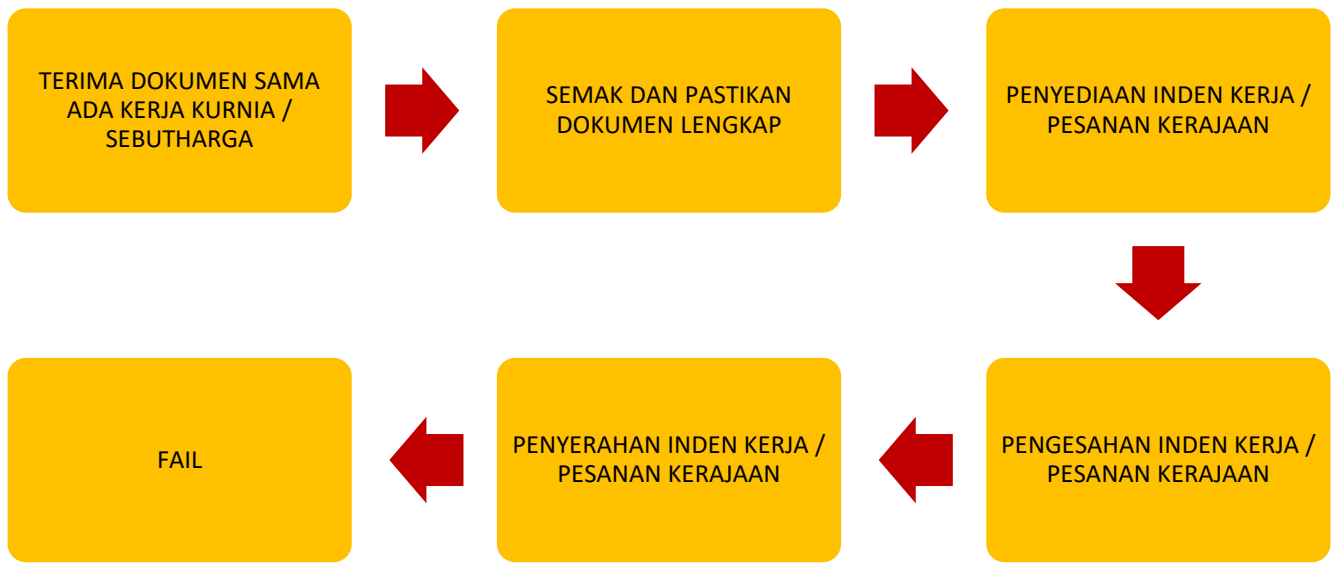 TERIMA DOKUMEN SAMA
ADA KERJA KURNIA /
SEBUTHARGA
SEMAK DAN PASTIKAN
DOKUMEN LENGKAP
PENYEDIAAN INDEN KERJA /
PESANAN KERAJAAN
PENGESAHAN INDEN KERJA /
PESANAN KERAJAAN
PENYERAHAN INDEN KERJA /
PESANAN KERAJAAN
FAIL